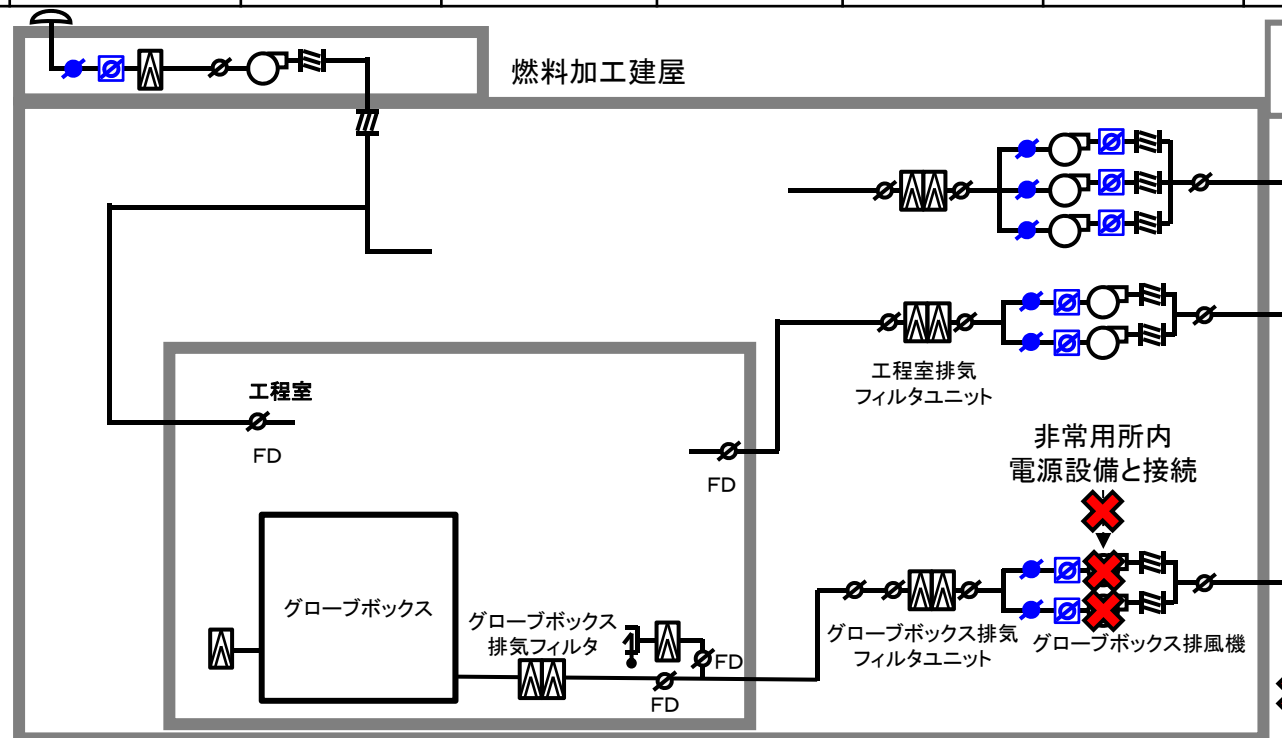 燃料加工建屋
工程室
FD
工程室排気
フィルタユニット
FD
非常用所内
電源設備と接続
グローブボックス
グローブボックス
排気フィルタ
FD
FD
グローブボックス排気
フィルタユニット
グローブボックス排風機